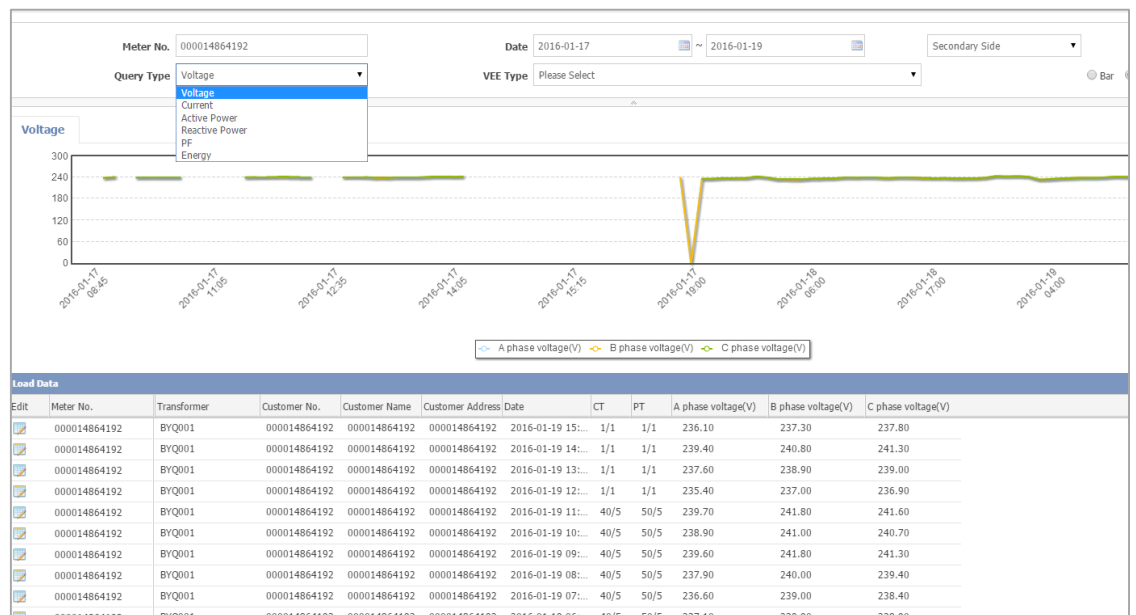 Meter No. 000014864192 Date 2016-01-17 ~ 2016-01-19 Secondary Side
Query Type Voltage VEE Type Please Select Bar
Voltage
Current
Active Power
Reactive Power
PF
Energy
Voltage
300
240
180
120
60
0
2016-01-17 08:45
2016-01-17 11:05
2016-01-17 12:35
2016-01-17 14:05
2016-01-17 15:15
2016-01-17 19:00
2016-01-18 06:00
2016-01-18 17:00
2016-01-19 04:00
A phase voltage(V) B phase voltage(V) C phase voltage(V)
Load Data
Edit Meter No. Transformer Customer No. Customer Name Customer Address Date CT PT A phase voltage(V) B phase voltage(V) C phase voltage(V)
000014864192 BYQ001 000014864192 000014864192 000014864192 2016-01-19 15:... 1/1 1/1 236.10 237.30 237.80
000014864192 BYQ001 000014864192 000014864192 000014864192 2016-01-19 14:... 1/1 1/1 239.40 240.80 241.30
000014864192 BYQ001 000014864192 000014864192 000014864192 2016-01-19 13:... 1/1 1/1 237.60 238.90 239.00
000014864192 BYQ001 000014864192 000014864192 000014864192 2016-01-19 12:... 1/1 1/1 235.40 237.00 236.90
000014864192 BYQ001 000014864192 000014864192 000014864192 2016-01-19 11:... 40/5 50/5 239.70 241.80 241.60
000014864192 BYQ001 000014864192 000014864192 000014864192 2016-01-19 10:... 40/5 50/5 238.90 241.00 240.70
000014864192 BYQ001 000014864192 000014864192 000014864192 2016-01-19 09:... 40/5 50/5 239.60 241.80 241.30
000014864192 BYQ001 000014864192 000014864192 000014864192 2016-01-19 08:... 40/5 50/5 237.90 240.00 239.40
000014864192 BYQ001 000014864192 000014864192 000014864192 2016-01-19 07:... 40/5 50/5 236.60 239.00 238.40